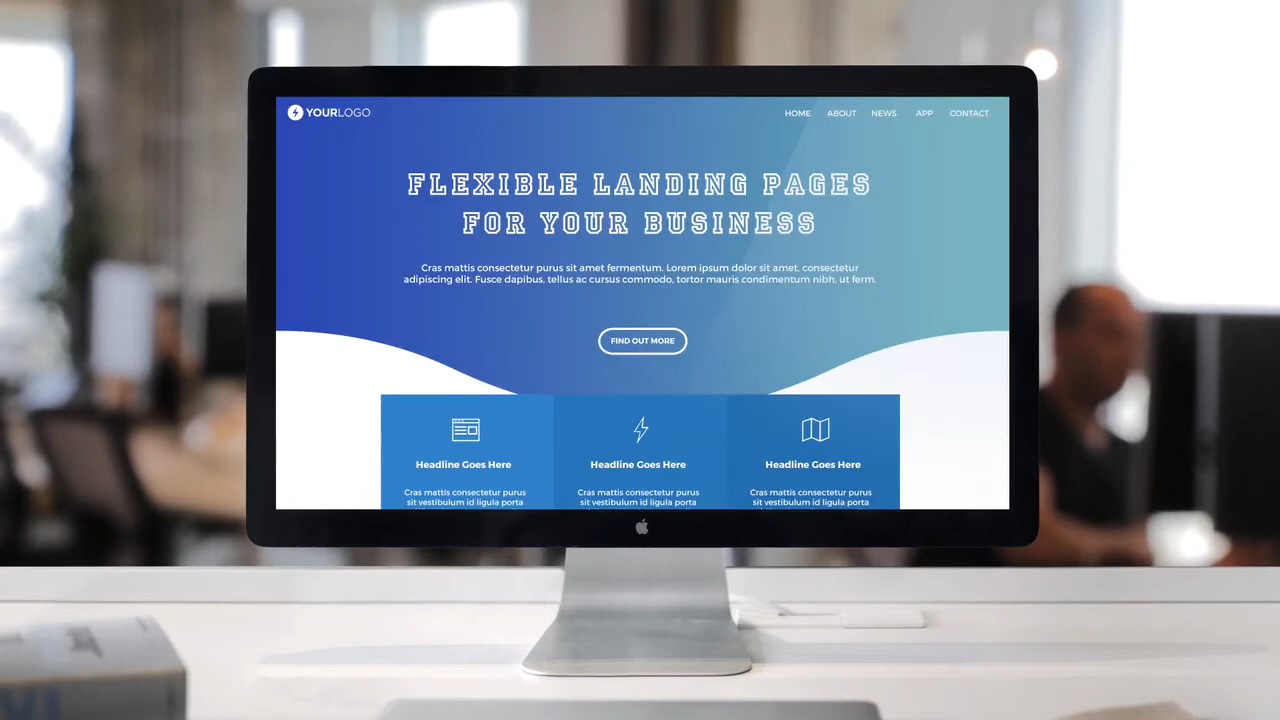 YOURLOGO
HOME ABOUT NEWS APP CONTACT
FLEXIBLE LANDING PAGES
FOR YOUR BUSINESS
Cras mattis consectetur purus sit amet fermentum. Lorem ipsum dolor sit amet, consectetur
adipiscing elit. Fusce dapibus, tellus ac cursus commodo, tortor mauris condimentum nibh, ut ferm.
FIND OUT MORE
Headline Goes Here
Cras mattis consectetur purus
sit vestibulum id ligula porta
Headline Goes Here
Cras mattis consectetur purus
sit vestibulum id ligula porta
Headline Goes Here
Cras mattis consectetur purus
sit vestibulum id ligula porta